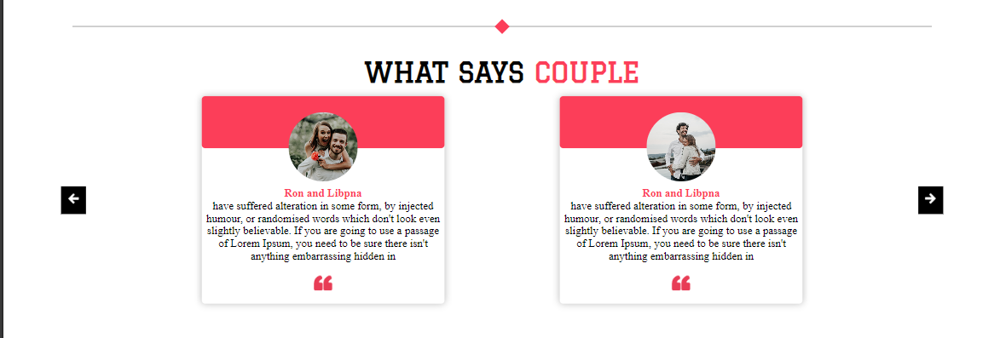 WHAT SAYS COUPLE
Ron and Libpna
have suffered alteration in some form, by injected
humour, or randomised words which don't look even
slightly believable. If you are going to use a passage
of Lorem Ipsum, you need to be sure there isn't
anything embarrassing hidden in
Ron and Libpna
have suffered alteration in some form, by injected
humour, or randomised words which don't look even
slightly believable. If you are going to use a passage
of Lorem Ipsum, you need to be sure there isn't
anything embarrassing hidden in